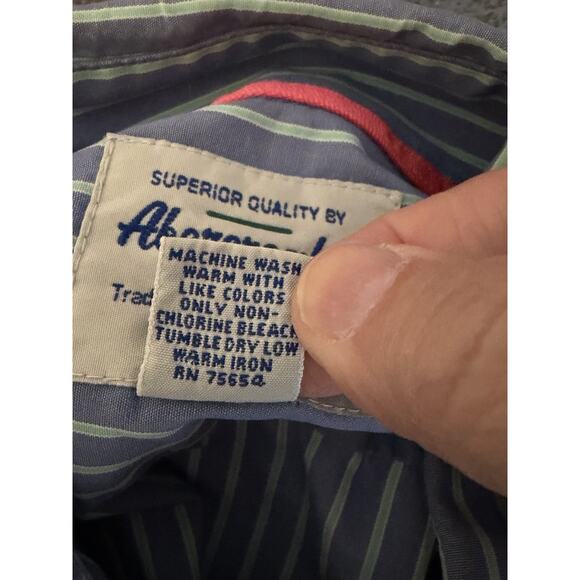 SUPERIOR QUALITY BY
MACHINE WASH
WARM WITH
LIKE COLORS
ONLY NON-
CHLORINE BLEACH
TUMBLE DRY LOW
WARM IRON
RN 75654